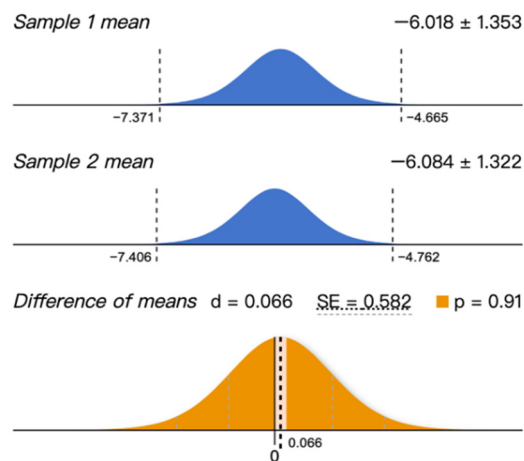 Sample 1 mean −6.018 ± 1.353
−7.371 −4.665
Sample 2 mean −6.084 ± 1.322
−7.406 −4.762
Difference of means d = 0.066 SE = 0.582 p = 0.91
0.066
0